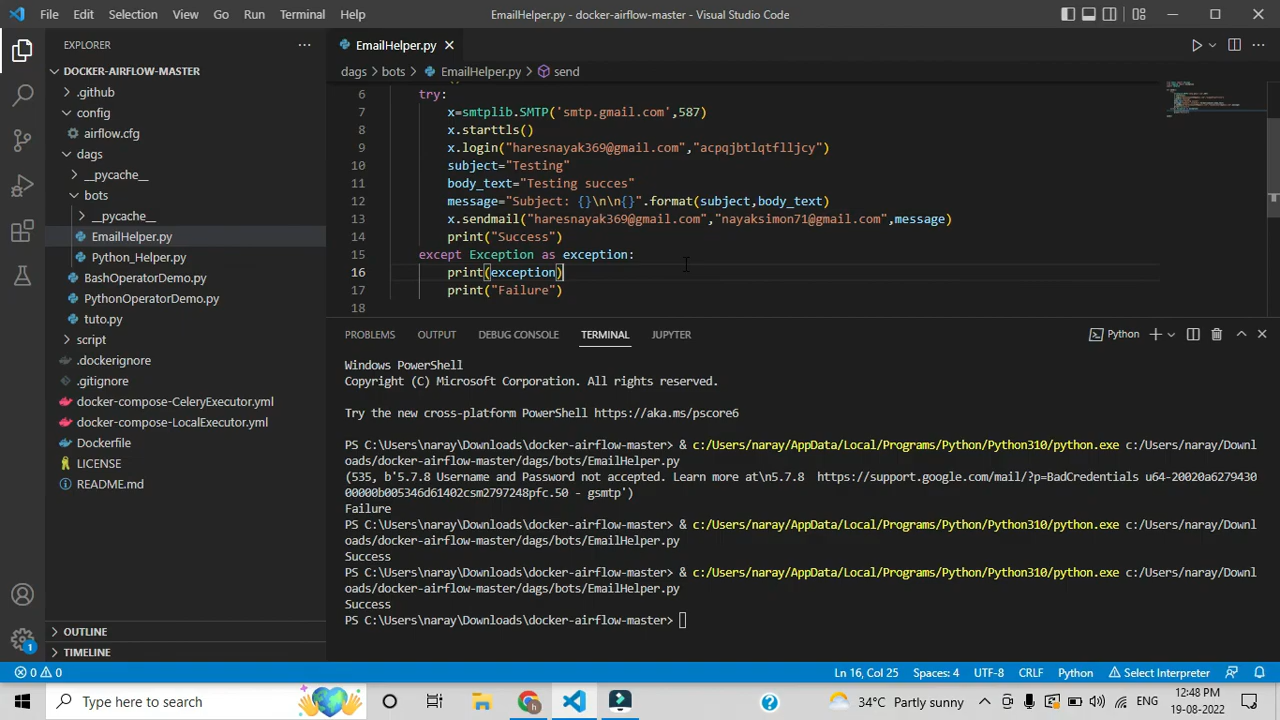 File Edit Selection View Go Run Terminal Help
EmailHelper.py - docker-airflow-master - Visual Studio Code
EXPLORER
DOCKER-AIRFLOW-MASTER
.github
config
airflow.cfg
dags
__pycache__
bots
__pycache__
EmailHelper.py
Python_Helper.py
BashOperatorDemo.py
PythonOperatorDemo.py
tuto.py
script
.dockerignore
.gitignore
docker-compose-CeleryExecutor.yml
docker-compose-LocalExecutor.yml
Dockerfile
LICENSE
README.md
OUTLINE
TIMELINE
EmailHelper.py
dags > bots > EmailHelper.py > send
6 try:
7 x=smtplib.SMTP('smtp.gmail.com',587)
8 x.starttls()
9 x.login("haresnayak369@gmail.com","acpqjbtlqtflljcy")
10 subject="Testing"
11 body_text="Testing succes"
12 message="Subject: {}\n\n{}".format(subject,body_text)
13 x.sendmail("haresnayak369@gmail.com","nayaksimon71@gmail.com",message)
14 print("Success")
15 except Exception as exception:
16 print(exception)
17 print("Failure")
18
PROBLEMS OUTPUT DEBUG CONSOLE TERMINAL JUPYTER
Python
Windows PowerShell
Copyright (C) Microsoft Corporation. All rights reserved.
Try the new cross-platform PowerShell https://aka.ms/pscore6
PS C:\Users\naray\Downloads\docker-airflow-master> & c:/Users/naray/AppData/Local/Programs/Python/Python310/python.exe c:/Users/naray/Downl
oads/docker-airflow-master/dags/bots/EmailHelper.py
(535, b'5.7.8 Username and Password not accepted. Learn more at\n5.7.8  https://support.google.com/mail/?p=BadCredentials u64-20020a6279430
00000b005346d61402csm2797248pfc.50 - gsmtp')
Failure
PS C:\Users\naray\Downloads\docker-airflow-master> & c:/Users/naray/AppData/Local/Programs/Python/Python310/python.exe c:/Users/naray/Downl
oads/docker-airflow-master/dags/bots/EmailHelper.py
Success
PS C:\Users\naray\Downloads\docker-airflow-master> & c:/Users/naray/AppData/Local/Programs/Python/Python310/python.exe c:/Users/naray/Downl
oads/docker-airflow-master/dags/bots/EmailHelper.py
Success
PS C:\Users\naray\Downloads\docker-airflow-master>
1
0 0
Ln 16, Col 25 Spaces: 4 UTF-8 CRLF Python Select Interpreter
Type here to search
34°C Partly sunny
ENG
12:48 PM
19-08-2022